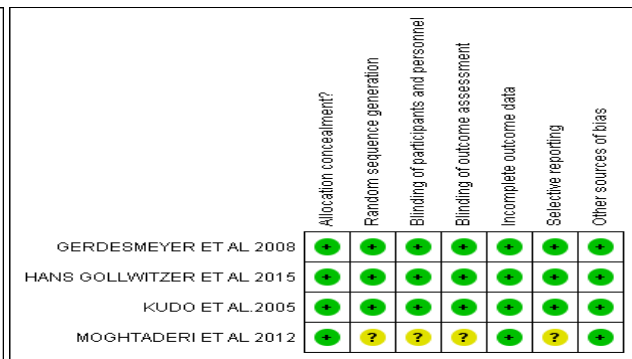 Allocation concealment?
Random sequence generation
Blinding of participants and personnel
Blinding of outcome assessment
Incomplete outcome data
Selective reporting
Other sources of bias
GERDESMEYER ET AL 2008 + + + + + + +
HANS GOLLWITZER ET AL 2015 + + + + + + +
KUDO ET AL.2005 + + + + + + +
MOGHTADERI ET AL 2012 + ? ? ? + ? +